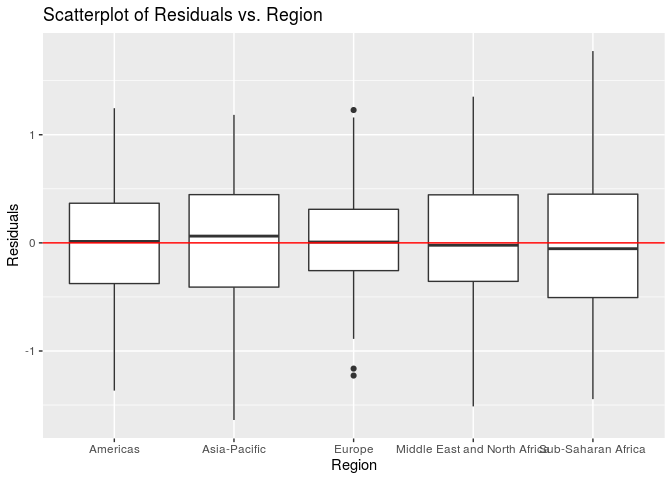 Scatterplot of Residuals vs. Region
Residuals
1
0
-1
Americas
Asia-Pacific
Europe
Middle East and North Africa
Sub-Saharan Africa
Region